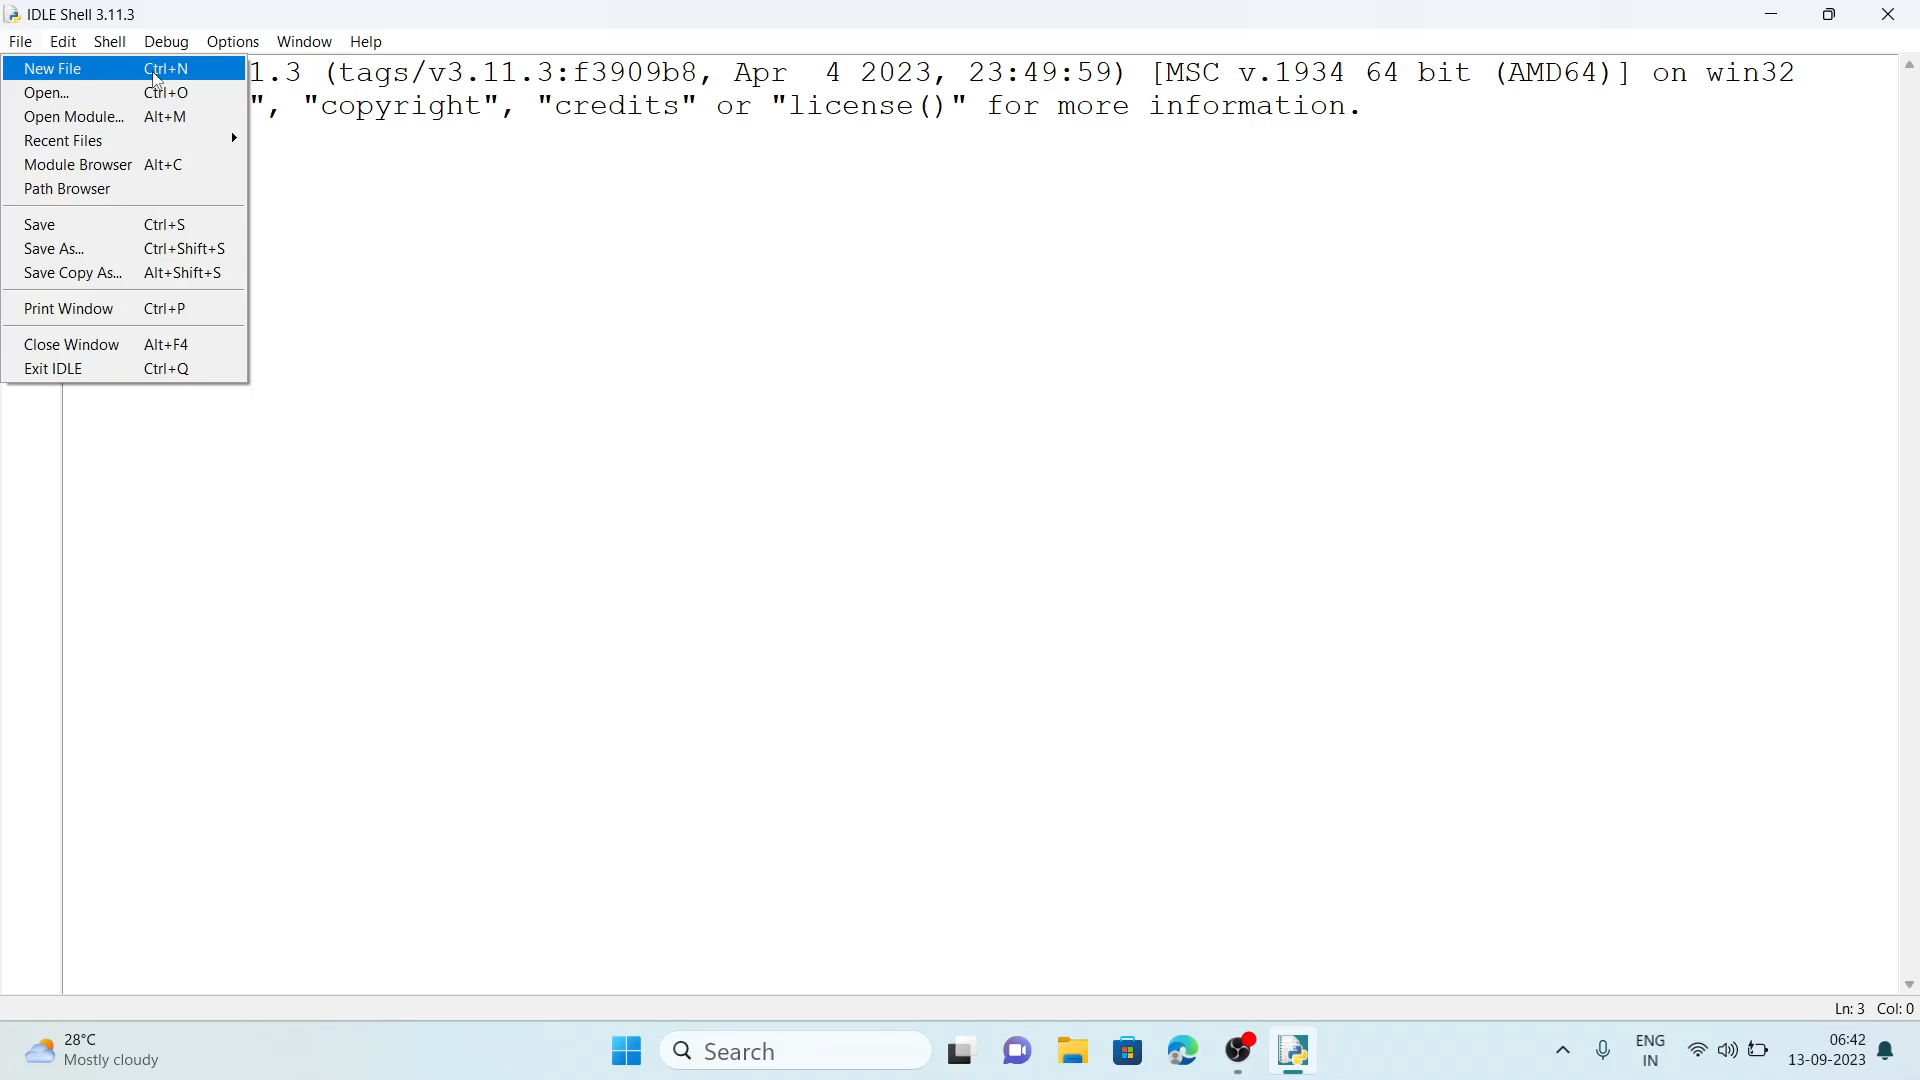 IDLE Shell 3.11.3
File Edit Shell Debug Options Window Help
New File Ctrl+N
Open... Ctrl+O
Open Module... Alt+M
Recent Files
Module Browser Alt+C
Path Browser
Save Ctrl+S
Save As... Ctrl+Shift+S
Save Copy As... Alt+Shift+S
Print Window Ctrl+P
Close Window Alt+F4
Exit IDLE Ctrl+Q
1.3 (tags/v3.11.3:f3909b8, Apr 4 2023, 23:49:59) [MSC v.1934 64 bit (AMD64)] on win32
", "copyright", "credits" or "license()" for more information.
Ln: 3 Col: 0
28°C
Mostly cloudy
Search
ENG
IN
06:42
13-09-2023